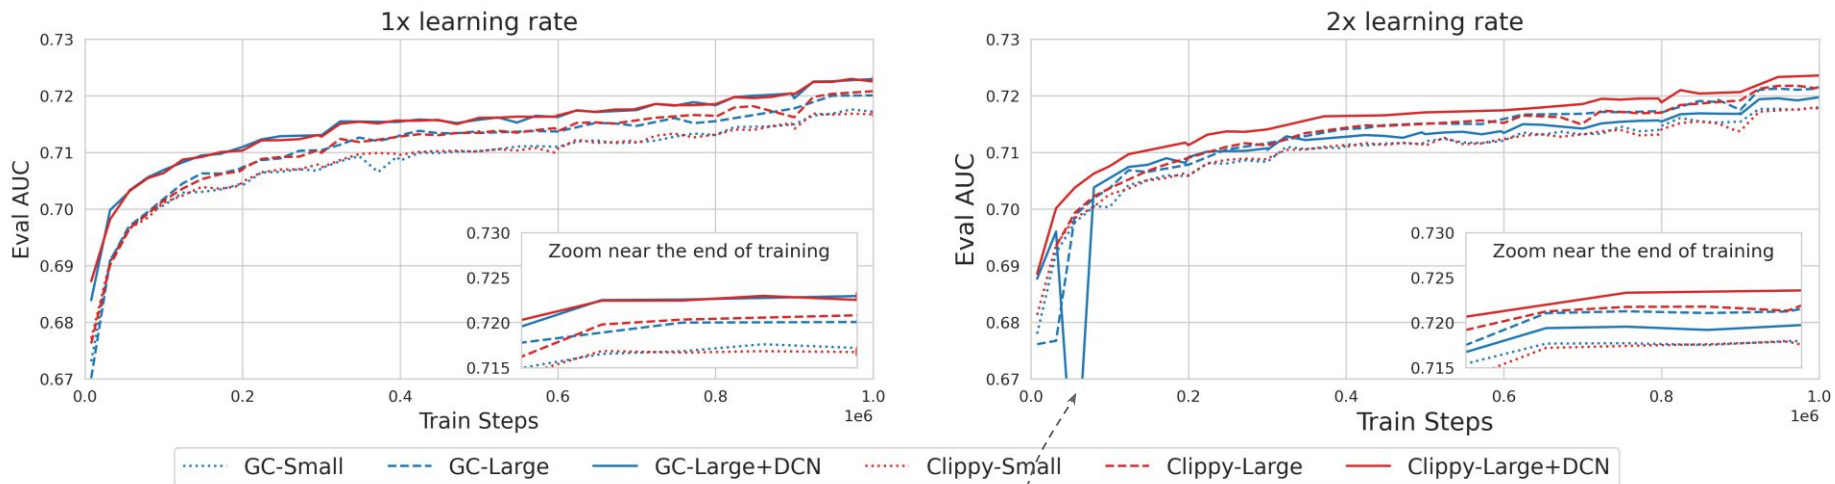 1x learning rate
Eval AUC
0.73
0.72
0.71
0.70
0.69
0.68
0.67
0.0 0.2 0.4 0.6 0.8 1.0
1e6
Train Steps
Zoom near the end of training
0.730
0.725
0.720
0.715
2x learning rate
Eval AUC
0.73
0.72
0.71
0.70
0.69
0.68
0.67
0.0 0.2 0.4 0.6 0.8 1.0
1e6
Train Steps
Zoom near the end of training
0.730
0.725
0.720
0.715
GC-Small GC-Large GC-Large+DCN Clippy-Small Clippy-Large Clippy-Large+DCN